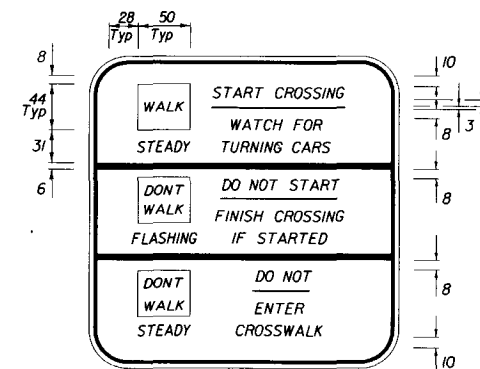 28 50
Typ Typ
8
44
Typ
31
6
10
3
8
8
8
10
WALK
STEADY
START CROSSING
WATCH FOR
TURNING CARS
DONT
WALK
FLASHING
DO NOT START
FINISH CROSSING
IF STARTED
DONT
WALK
STEADY
DO NOT
ENTER
CROSSWALK